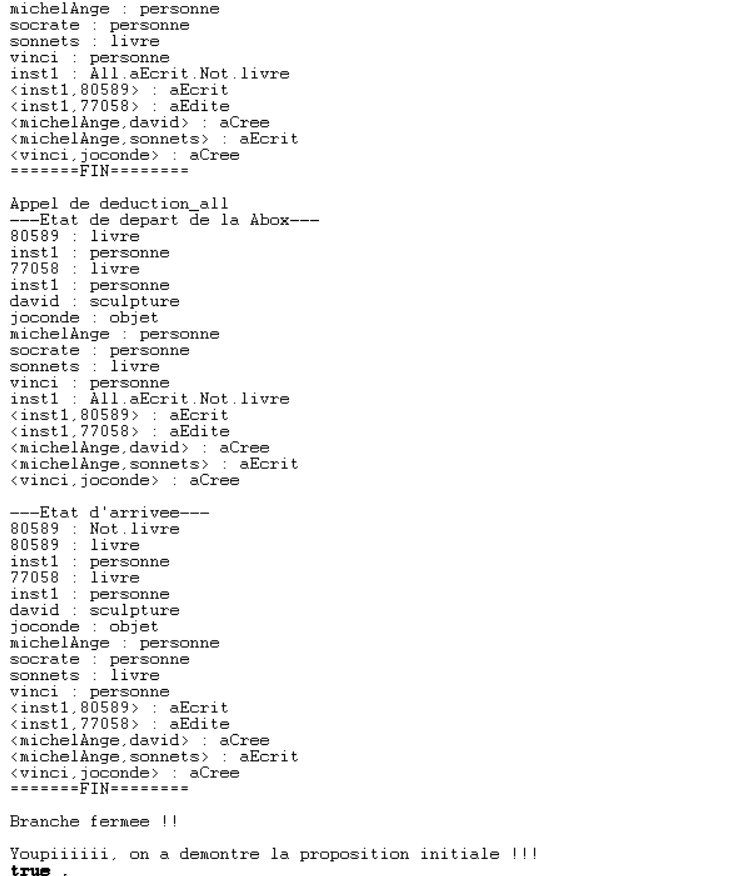 michelAnge : personne
socrate : personne
sonnets : livre
vinci : personne
inst1 : All.aEcrit.Not.livre
<inst1,80589> : aEcrit
<inst1,77058> : aEdite
<michelAnge,david> : aCree
<michelAnge,sonnets> : aEcrit
<vinci,joconde> : aCree
=======FIN========
Appel de deduction_all
---Etat de depart de la Abox---
80589 : livre
inst1 : personne
77058 : livre
inst1 : personne
david : sculpture
joconde : objet
michelAnge : personne
socrate : personne
sonnets : livre
vinci : personne
inst1 : All.aEcrit.Not.livre
<inst1,80589> : aEcrit
<inst1,77058> : aEdite
<michelAnge,david> : aCree
<michelAnge,sonnets> : aEcrit
<vinci,joconde> : aCree
---Etat d'arrivee---
80589 : Not.livre
80589 : livre
inst1 : personne
77058 : livre
inst1 : personne
david : sculpture
joconde : objet
michelAnge : personne
socrate : personne
sonnets : livre
vinci : personne
<inst1,80589> : aEcrit
<inst1,77058> : aEdite
<michelAnge,david> : aCree
<michelAnge,sonnets> : aEcrit
<vinci,joconde> : aCree
=======FIN========
Branche fermee !!
Youpiiiiii, on a demontre la proposition initiale !!!
true .